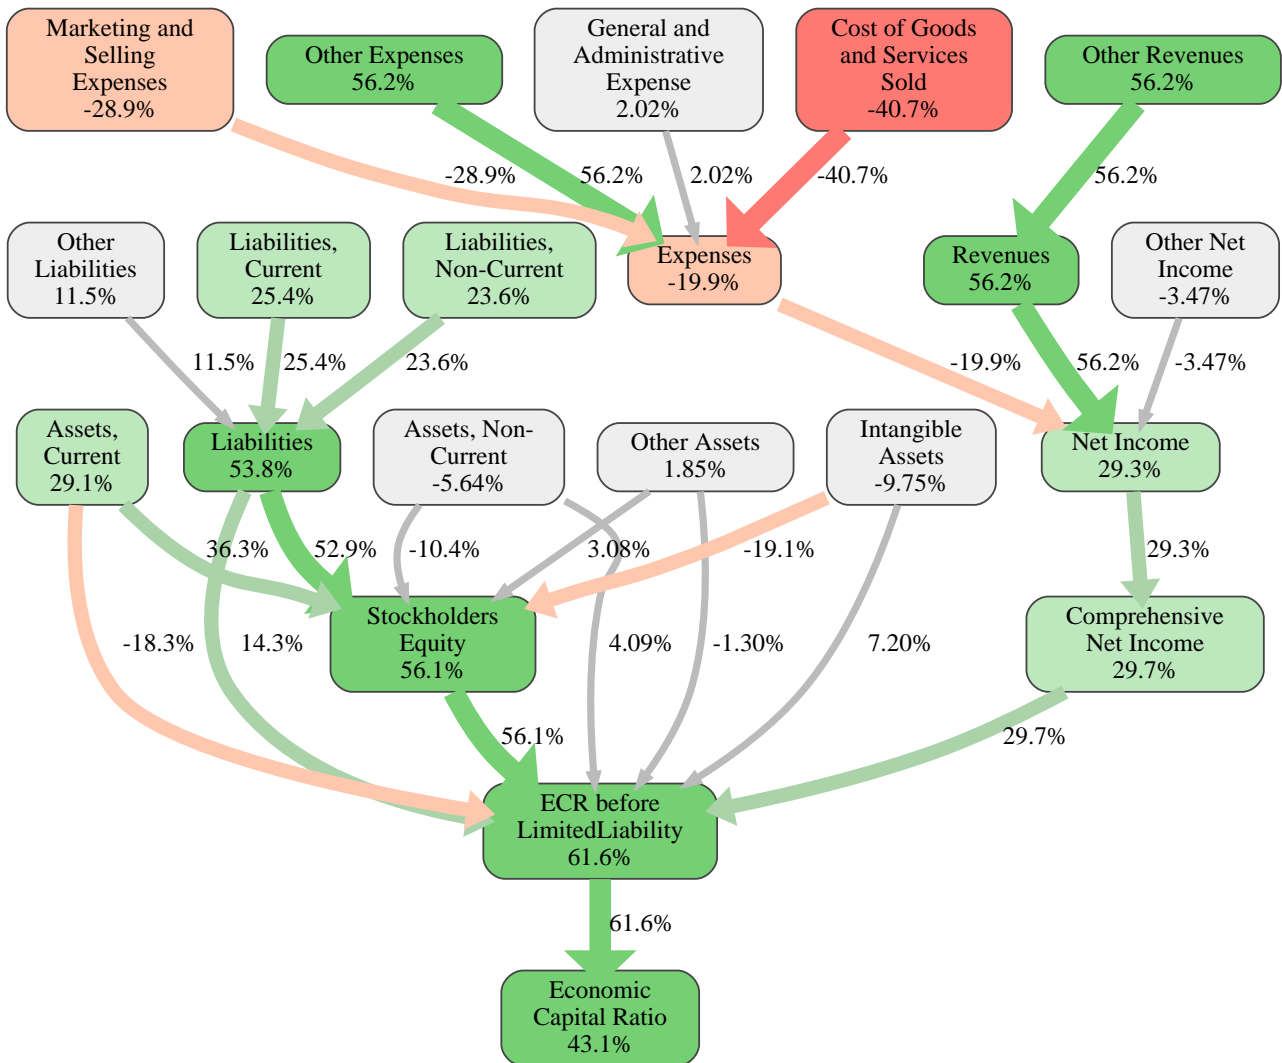 Marketing and
Selling
Expenses
-28.9%
Other Expenses
56.2%
General and
Administrative
Expense
2.02%
Cost of Goods
and Services
Sold
-40.7%
Other Revenues
56.2%
-28.9%
56.2%
2.02%
-40.7%
56.2%
Other
Liabilities
11.5%
Liabilities,
Current
25.4%
Liabilities,
Non-Current
23.6%
Expenses
-19.9%
Revenues
56.2%
Other Net
Income
-3.47%
11.5%
25.4%
23.6%
-19.9%
56.2%
-3.47%
Assets,
Current
29.1%
Liabilities
53.8%
Assets, Non-
Current
-5.64%
Other Assets
1.85%
Intangible
Assets
-9.75%
Net Income
29.3%
36.3%
52.9%
-10.4%
3.08%
-19.1%
29.3%
Stockholders
Equity
56.1%
Comprehensive
Net Income
29.7%
-18.3%
14.3%
4.09%
-1.30%
7.20%
56.1%
29.7%
ECR before
LimitedLiability
61.6%
61.6%
Economic
Capital Ratio
43.1%